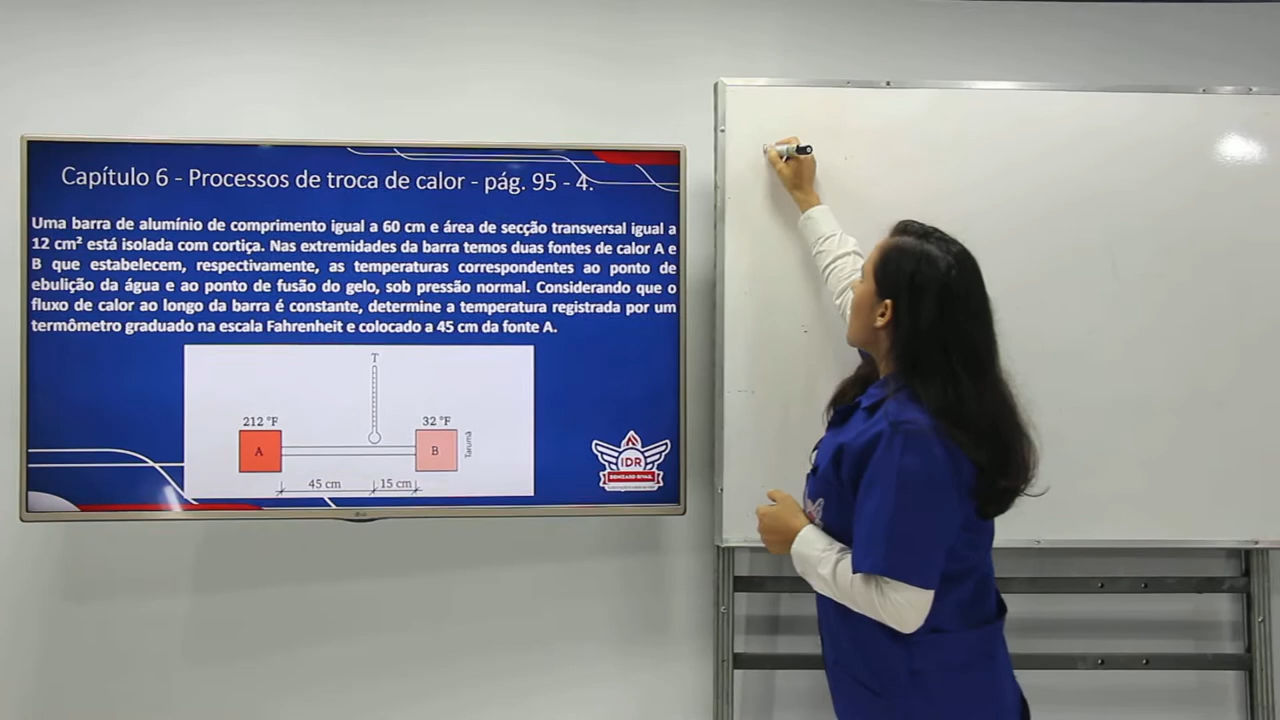 Capítulo 6 - Processos de troca de calor - pág. 95 - 4.
Uma barra de alumínio de comprimento igual a 60 cm e área de secção transversal igual a
12 cm² está isolada com cortiça. Nas extremidades da barra temos duas fontes de calor A e
B que estabelecem, respectivamente, as temperaturas correspondentes ao ponto de
ebulição da água e ao ponto de fusão do gelo, sob pressão normal. Considerando que o
fluxo de calor ao longo da barra é constante, determine a temperatura registrada por um
termômetro graduado na escala Fahrenheit e colocado a 45 cm da fonte A.
T
212 °F
32 °F
A
B
Tarumã
45 cm
15 cm
IDR
DENIZARD RIVAIL